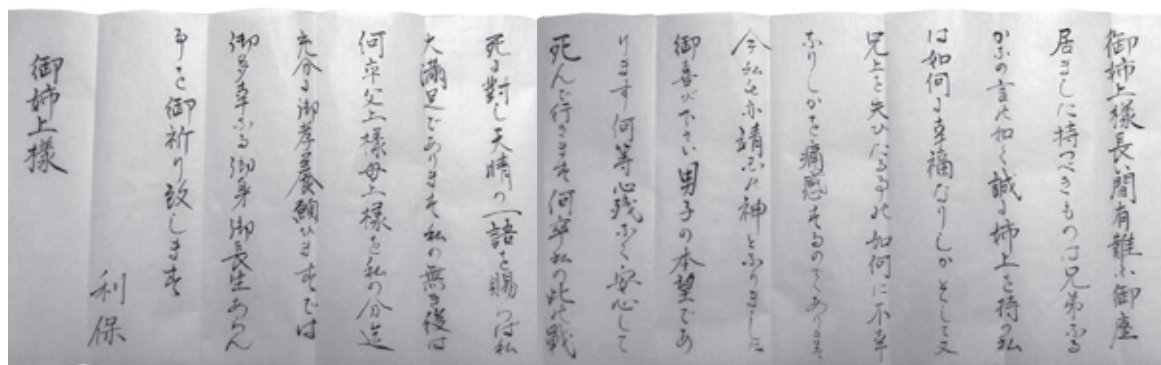 御姉上様長間有難ふ御座
居ました持つべきものは兄弟なる
かなの言の如く誠に姉上を持つ私
は如何に幸福なりしかそして又
兄上を失ひたる事の如何に不幸
なりしかを痛感するのであります
今私も亦靖国の神となりました
御喜び下さい男子の本望であ
ります何等心残なく安心して
死んで行きます何卒私の此の戦
死に對し天晴の一語を賜らば私
大満足であります私の無き後は
何卒父上様母上様を私の分迄
充分に御孝養願ひますでは
御多幸なる御身御長生あらん
事を御祈り致します
利保
御姉上様